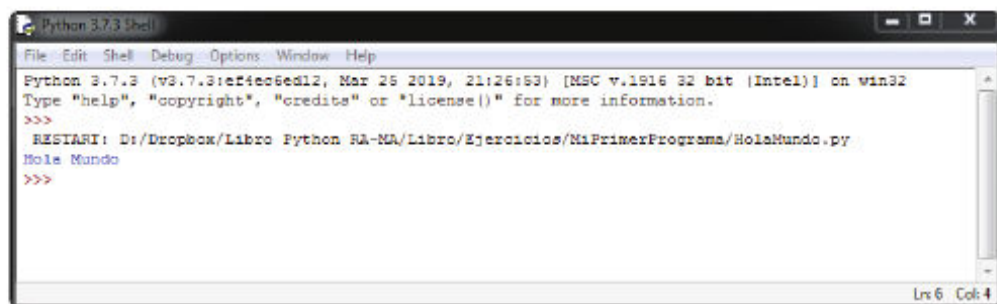 Python 3.7.3 Shell
File Edit Shell Debug Options Window Help
Python 3.7.3 (v3.7.3:ef4ec6ed12, Mar 25 2019, 21:26:53) [MSC v.1916 32 bit (Intel)] on win32
Type "help", "copyright", "credits" or "license()" for more information.
>>>
RESTART: D:/Dropbox/Libro Python RA-MA/Libro/Ejercicios/MiPrimerPrograma/HolaMundo.py
Hola Mundo
>>>
Ln: 6 Col: 4